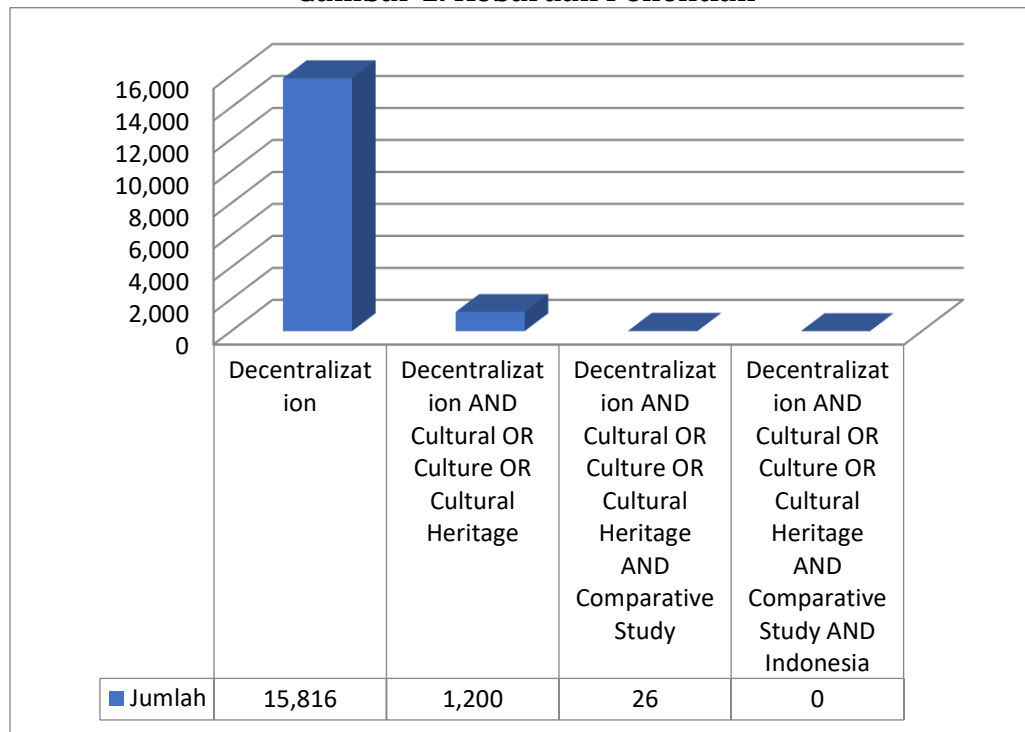 16,000
14,000
12,000
10,000
8,000
6,000
4,000
2,000
0
Decentralizat
ion
Decentralizat
ion AND
Cultural OR
Culture OR
Cultural
Heritage
Decentralizat
ion AND
Cultural OR
Culture OR
Cultural
Heritage
AND
Comparative
Study
Decentralizat
ion AND
Cultural OR
Culture OR
Cultural
Heritage
AND
Comparative
Study AND
Indonesia
Jumlah 15,816 1,200 26 0